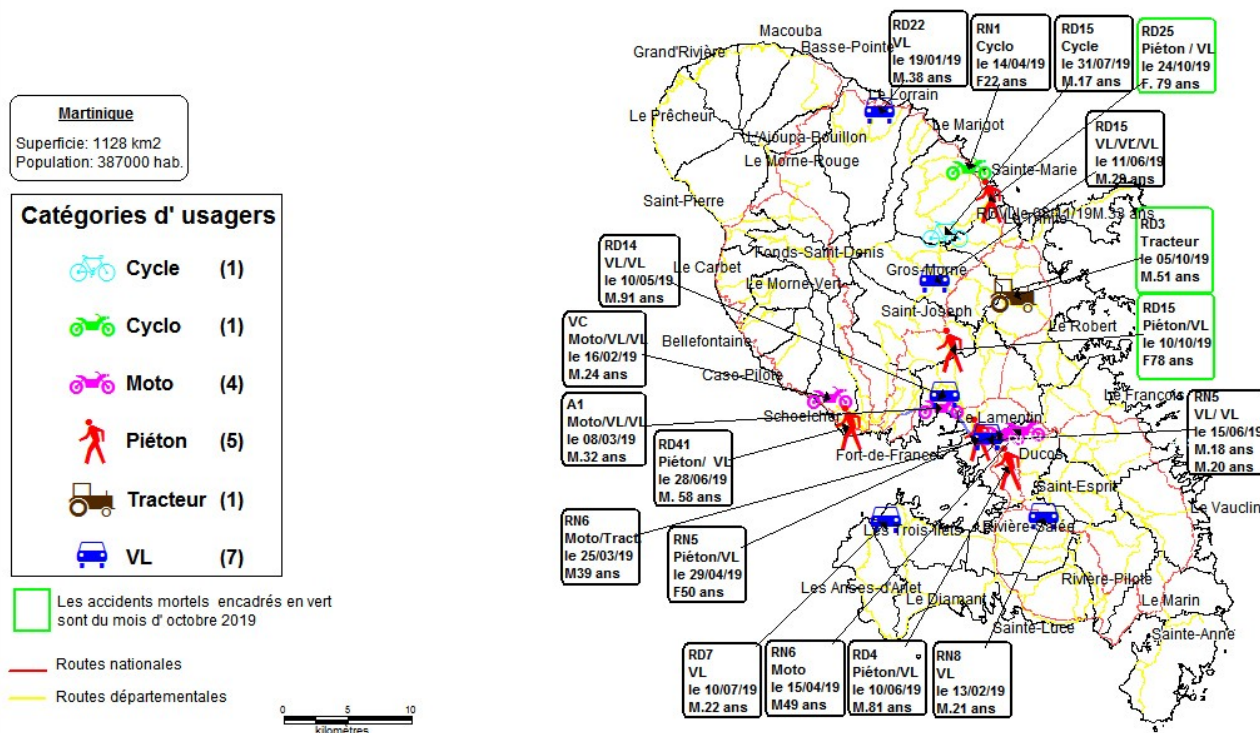 Martinique
Superficie: 1128 km2
Population: 387000 hab.
Catégories d' usagers
Cycle (1)
Cyclo (1)
Moto (4)
Piéton (5)
Tracteur (1)
VL (7)
Les accidents mortels encadrés en vert
sont du mois d' octobre 2019
Routes nationales
Routes départementales
0 5 10
kilomètres
RD22
VL
le 19/01/19
M.38 ans
RN1
Cyclo
le 14/04/19
F22 ans
RD15
Cycle
le 31/07/19
M.17 ans
RD25
Piéton / VL
le 24/10/19
F. 79 ans
RD15
VL/VL/VL
le 11/06/19
M.29 ans
RD3
Tracteur
le 05/10/19
M.51 ans
RD15
Piéton/VL
le 10/10/19
F78 ans
RN5
VL/ VL
le 15/06/19
M.18 ans
M.20 ans
RD14
VL/VL
le 10/05/19
M.91 ans
VC
Moto/VL/VL
le 16/02/19
M.24 ans
A1
Moto/VL/VL
le 08/03/19
M.32 ans
RD41
Piéton/ VL
le 28/06/19
M. 58 ans
RN6
Moto/Tract.
le 25/03/19
M39 ans
RN5
Piéton/VL
le 29/04/19
F50 ans
RD7
VL
le 10/07/19
M.22 ans
RN6
Moto
le 15/04/19
M49 ans
RD4
Piéton/VL
le 10/06/19
M.81 ans
RN8
VL
le 13/02/19
M.21 ans
Macouba
Grand'Rivière
Basse-Pointe
Le Lorrain
Le Prêcheur
L'Ajoupa-Bouillon
Le Marigot
Le Morne-Rouge
Sainte-Marie
Saint-Pierre
M.33 ans
Fonds-Saint-Denis
Le Carbet
Gros-Morne
Le Morne-Vert
Saint-Joseph
Le Robert
Bellefontaine
Case-Pilote
Le François
Schoelcher
Le Lamentin
Fort-de-France
Ducos
Saint-Esprit
Le Vauclin
Les Trois-Ilets
Rivière-Salée
Rivière-Pilote
Les Anses-d'Arlet
Le Diamant
Le Marin
Sainte-Luce
Sainte-Anne